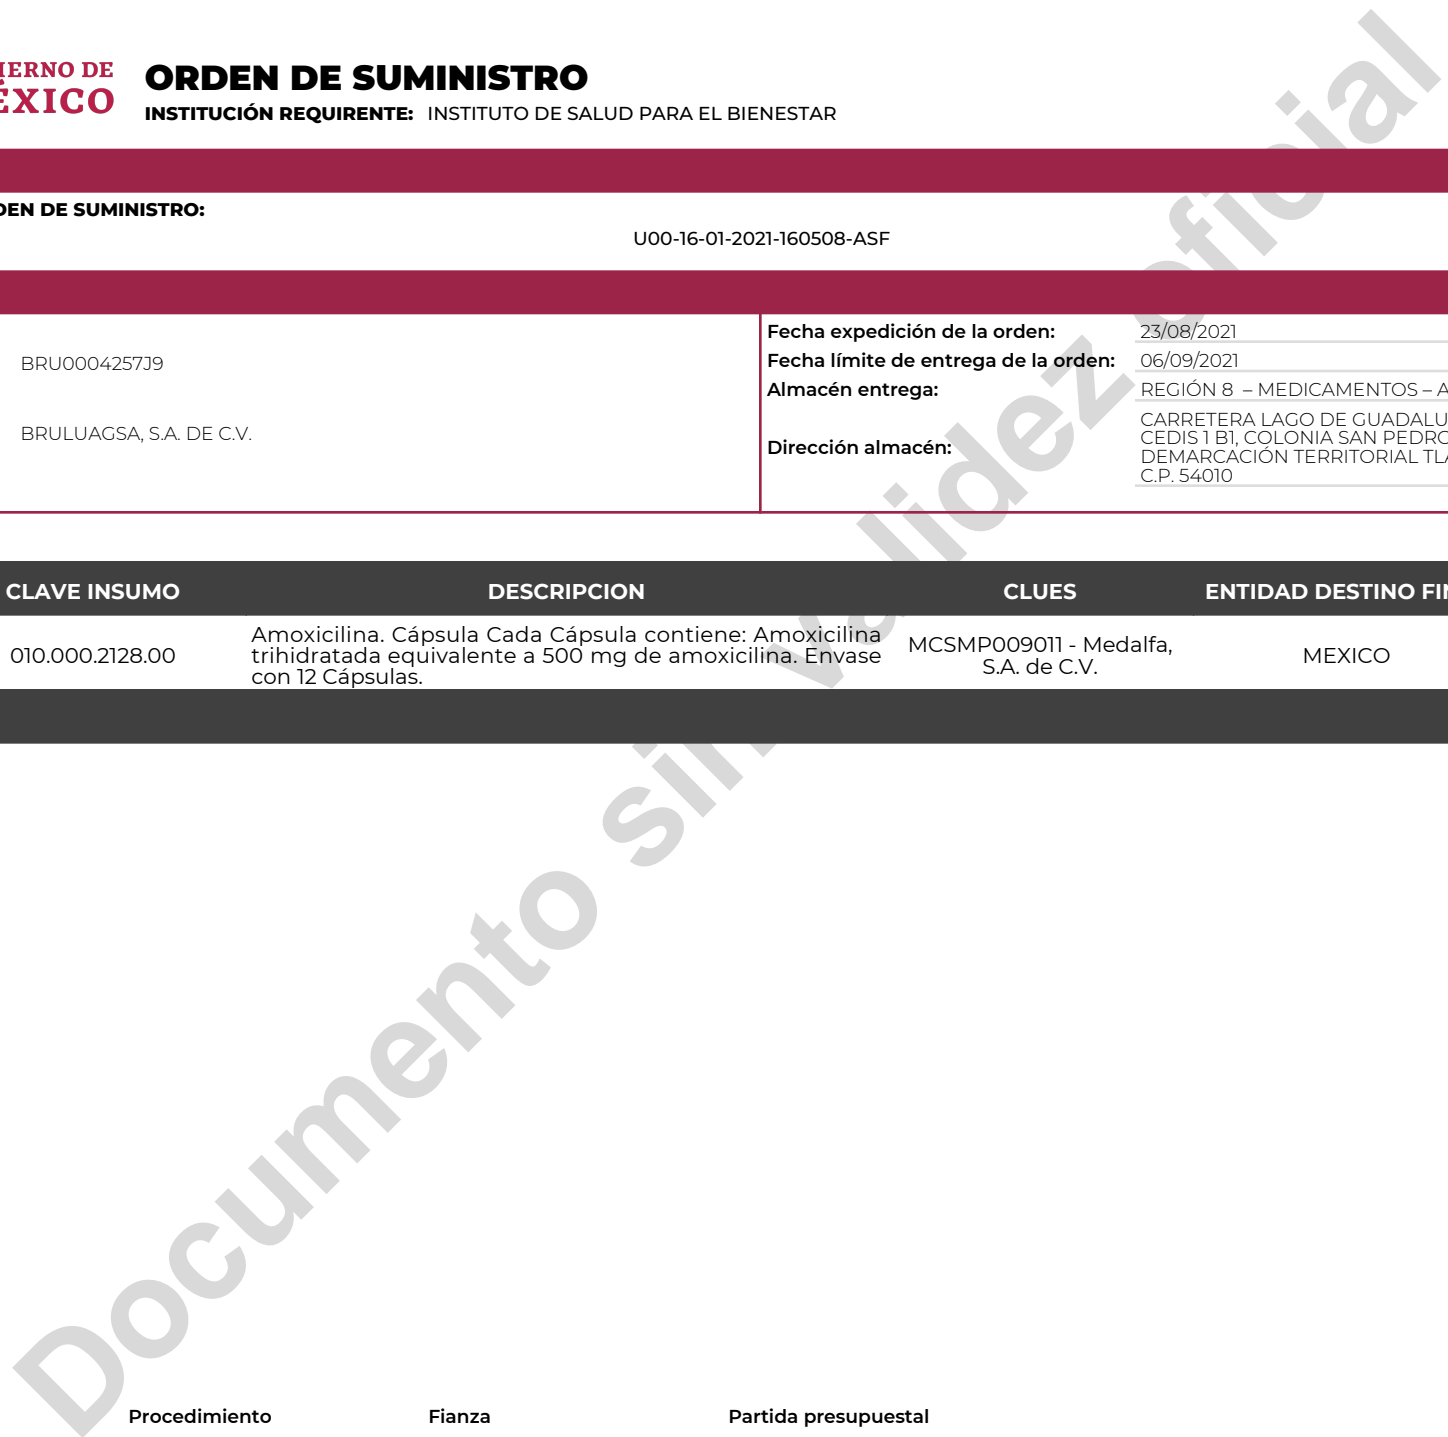 IERNO DE
ÉXICO
ORDEN DE SUMINISTRO
INSTITUCIÓN REQUIRENTE: INSTITUTO DE SALUD PARA EL BIENESTAR
DEN DE SUMINISTRO:
U00-16-01-2021-160508-ASF
BRU0004257J9
BRULUAGSA, S.A. DE C.V.
Fecha expedición de la orden: 23/08/2021
Fecha límite de entrega de la orden: 06/09/2021
Almacén entrega: REGIÓN 8 – MEDICAMENTOS – A
Dirección almacén:
CARRETERA LAGO DE GUADALU
CEDIS 1 B1, COLONIA SAN PEDRO
DEMARCACIÓN TERRITORIAL TLA
C.P. 54010
CLAVE INSUMO DESCRIPCION CLUES ENTIDAD DESTINO FIN
010.000.2128.00
Amoxicilina. Cápsula Cada Cápsula contiene: Amoxicilina
trihidratada equivalente a 500 mg de amoxicilina. Envase
con 12 Cápsulas.
MCSMP009011 - Medalfa,
S.A. de C.V.
MEXICO
Documento sin validez oficial
Procedimiento Fianza Partida presupuestal